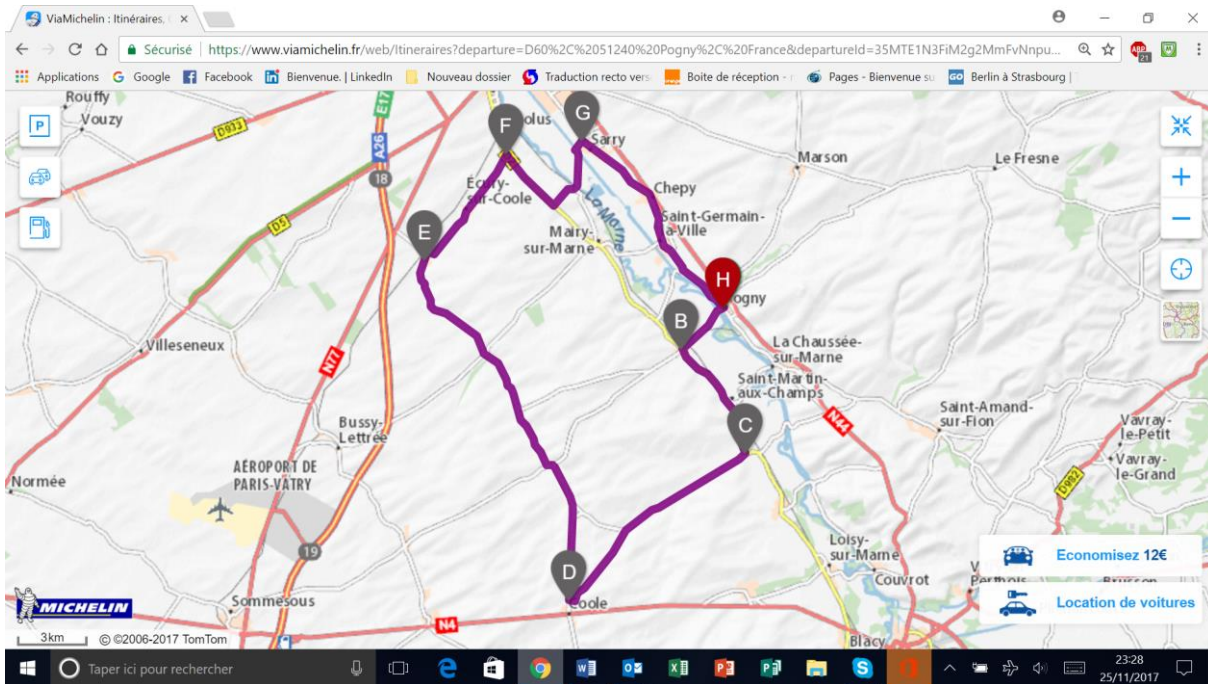 ViaMichelin : Itinéraires,
Sécurisé
https://www.viamichelin.fr/web/Itineraires?departure=D60%2C%2051240%20Pogny%2C%20France&departureId=35MTE1N3FiM2g2MmFvNnpu...
21
Applications
Google
Facebook
Bienvenue. | LinkedIn
Nouveau dossier
Traduction recto vers
Boite de réception -
Pages - Bienvenue su
GO
Berlin à Strasbourg |
Rouffy
Vouzy
P
D933
E17
A26
18
F
olus
G
Sarry
Marson
Le Fresne
Écury-
sur-Coole
Chepy
La Marne
Saint-Germain-
la-Ville
D5
E
Mairy-
sur-Marne
H
ogny
B
Villeseneux
N77
La Chaussée-
sur-Marne
Saint-Martin-
aux-Champs
Bussy-
Lettrée
C
N44
Saint-Amand-
sur-Fion
Vavray-
le-Petit
Vavray-
le-Grand
Normée
AÉROPORT DE
PARIS-VATRY
D982
19
Loisy-
sur-Marne
Couvrot
D
Coole
Sommesous
N4
Blacy
Economisez 12€
Location de voitures
MICHELIN
3km
© ©2006-2017 TomTom
Taper ici pour rechercher
23:28
25/11/2017